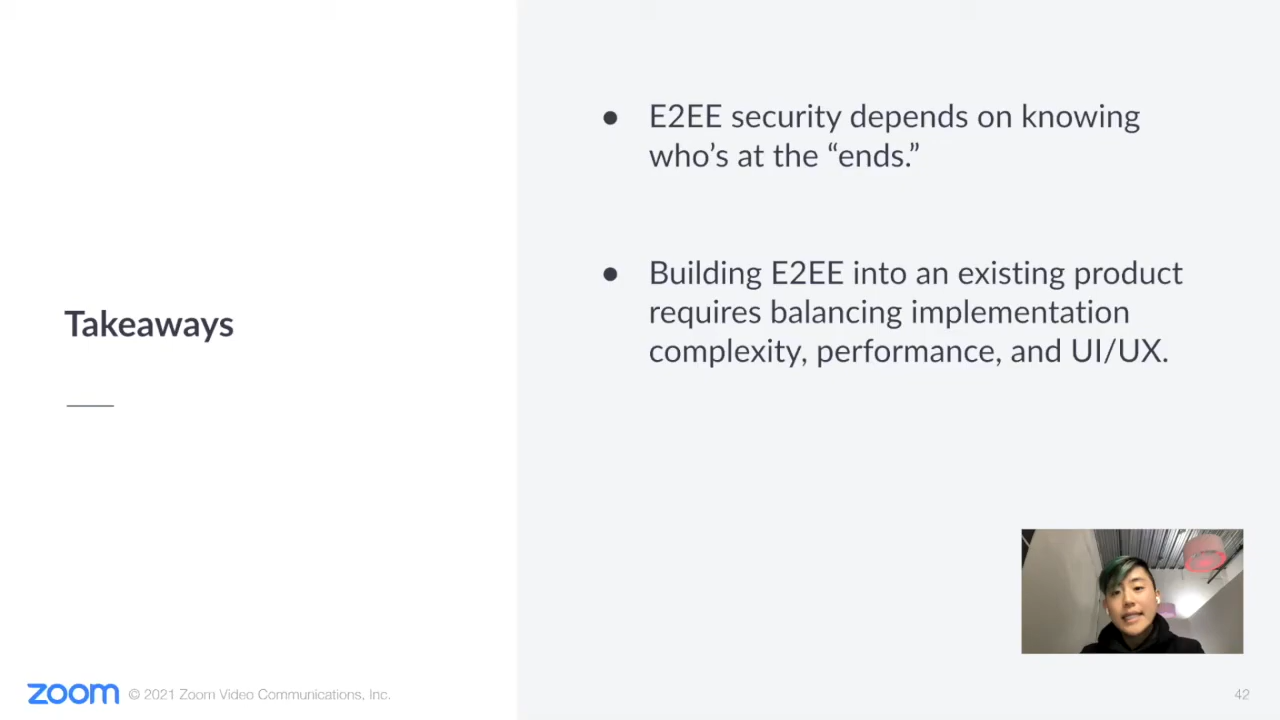 Takeaways
● E2EE security depends on knowing
who’s at the “ends.”
● Building E2EE into an existing product
requires balancing implementation
complexity, performance, and UI/UX.
zoom © 2021 Zoom Video Communications, Inc.
42